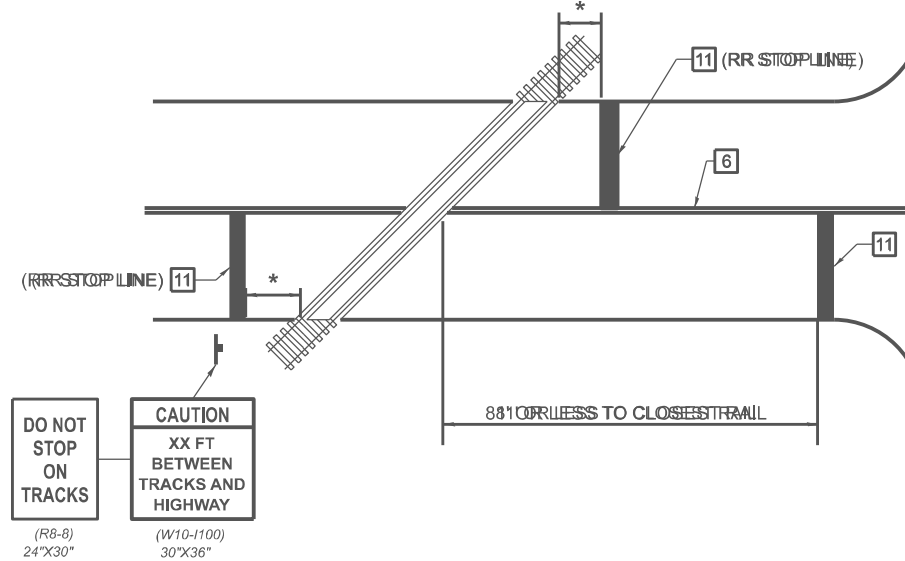 *
11 (RR STOP LINE)
6
11
(RR STOP LINE) 11
*
81' OR LESS TO CLOSEST RAIL
DO NOT
STOP
ON
TRACKS
CAUTION
XX FT
BETWEEN
TRACKS AND
HIGHWAY
(R8-8)
24"X30"
(W10-I100)
30"X36"